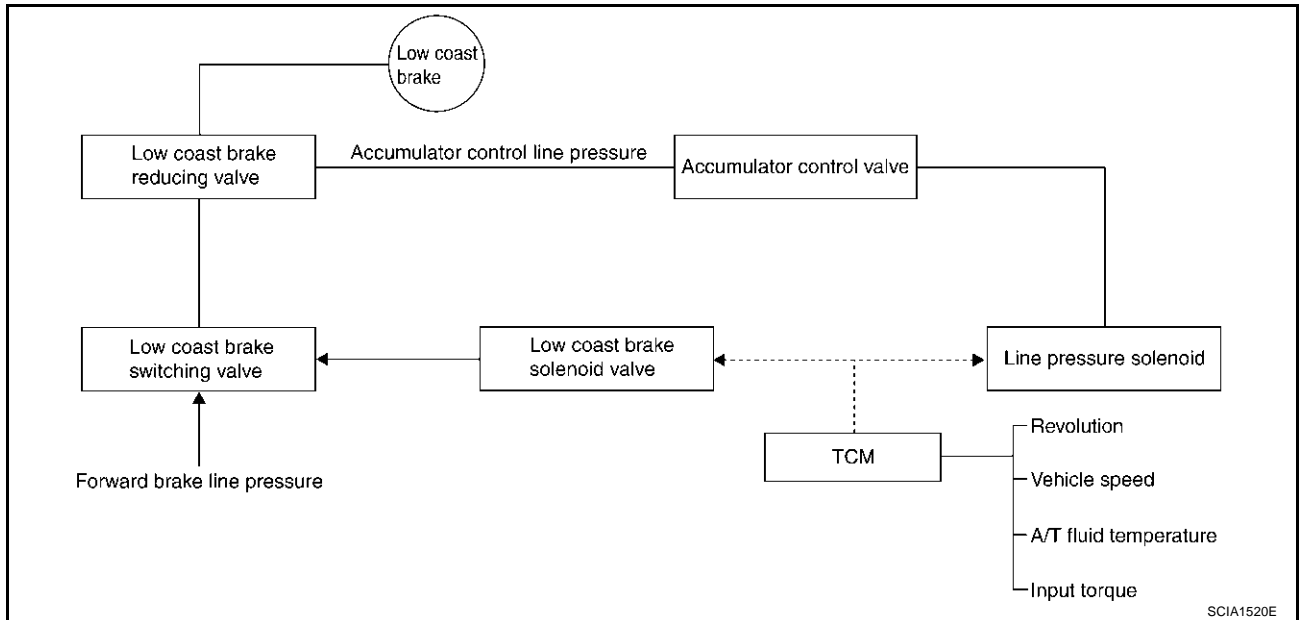 Low coast
brake
Low coast brake
reducing valve
Accumulator control line pressure
Accumulator control valve
Low coast brake
switching valve
Low coast brake
solenoid valve
Line pressure solenoid
Forward brake line pressure
TCM
Revolution
Vehicle speed
A/T fluid temperature
Input torque
SCIA1520E